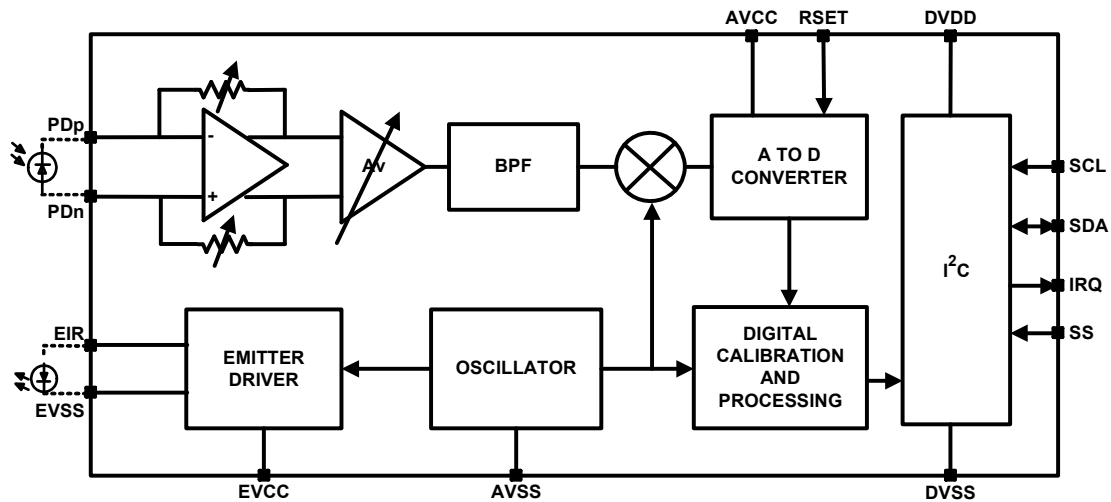 AVCC RSET DVDD
PDp
PDn
-
+
Av
BPF
A TO D
CONVERTER
I²C
SCL
SDA
IRQ
SS
EIR
EVSS
EMITTER
DRIVER
OSCILLATOR
DIGITAL
CALIBRATION
AND
PROCESSING
EVCC AVSS DVSS